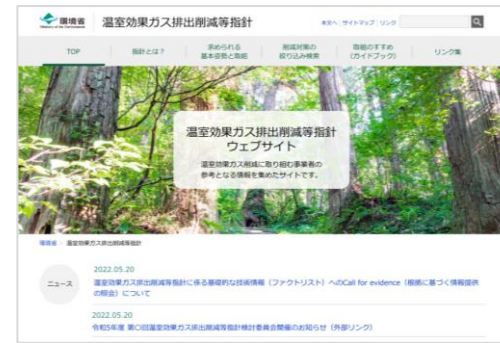 環境省
Ministry of the Environment
温室効果ガス排出削減等指針
本文へ サイトマップ リンク
TOP
指針とは？
求められる
基本姿勢と取組
削減対策の
絞り込み検索
取組のすすめ
(ガイドブック)
リンク集
温室効果ガス排出削減等指針
ウェブサイト
温室効果ガス削減に取り組む事業者の
参考となる情報を集めたサイトです。
環境省 > 温室効果ガス排出削減等指針
ニュース
2022.05.20
温室効果ガス排出削減等指針に係る基礎的な技術情報（ファクトリスト）へのCall for evidence（根拠に基づく情報提供
の照会）について
2022.05.20
令和5年度 第〇回温室効果ガス排出削減等指針検討委員会開催のお知らせ（外部リンク）